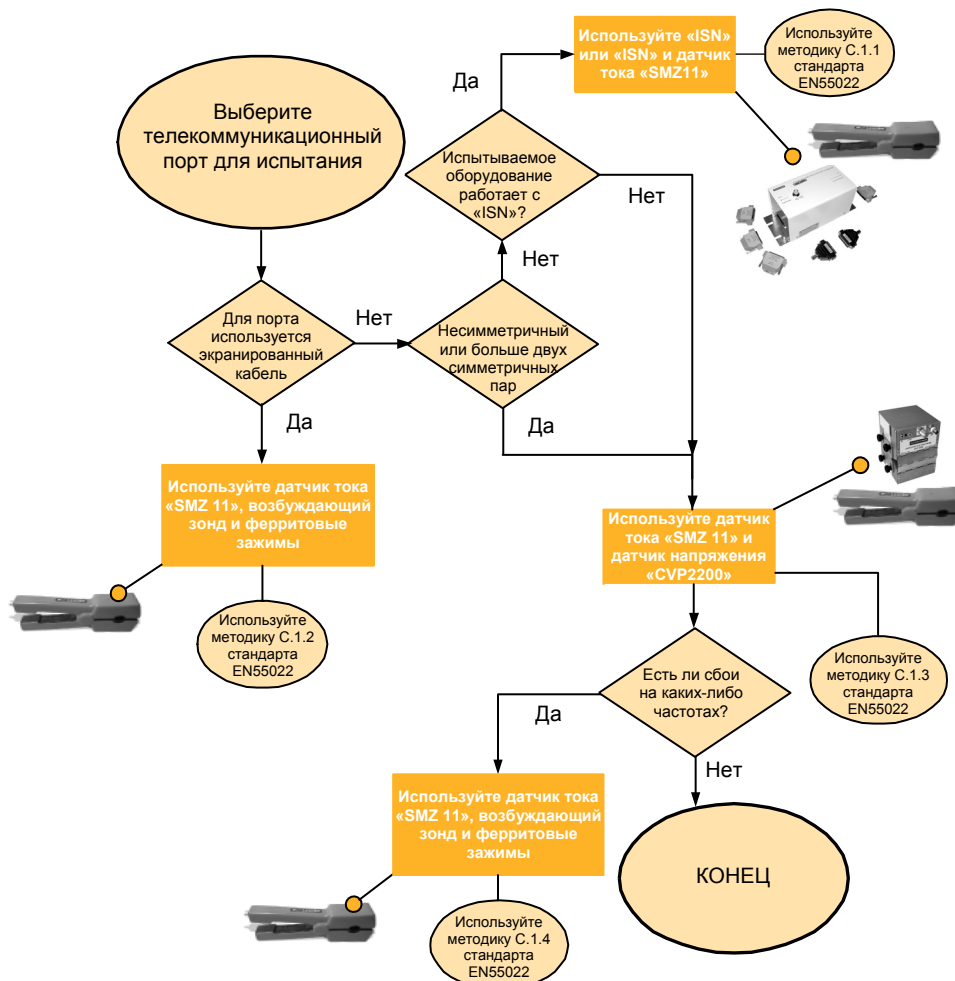 Выберите
телекоммуникационный
порт для испытания
Да
Используйте «ISN»
или «ISN» и датчик
тока «SMZ11»
Используйте
методику С.1.1
стандарта
EN55022
Испытываемое
оборудование
работает с
«ISN»?
Нет
Нет
Для порта
используется
экранированный
кабель
Нет
Несимметричный
или больше двух
симметричных
пар
Да
Да
Используйте датчик тока
«SMZ 11», возбуждающий
зонд и ферритовые
зажимы
Используйте
методику С.1.2
стандарта
EN55022
Используйте датчик
тока «SMZ 11» и
датчик напряжения
«CVP2200»
Используйте
методику С.1.3
стандарта
EN55022
Есть ли сбои
на каких-либо
частотах?
Да
Нет
Используйте датчик тока
«SMZ 11», возбуждающий
зонд и ферритовые
зажимы
КОНЕЦ
Используйте
методику С.1.4
стандарта
EN55022